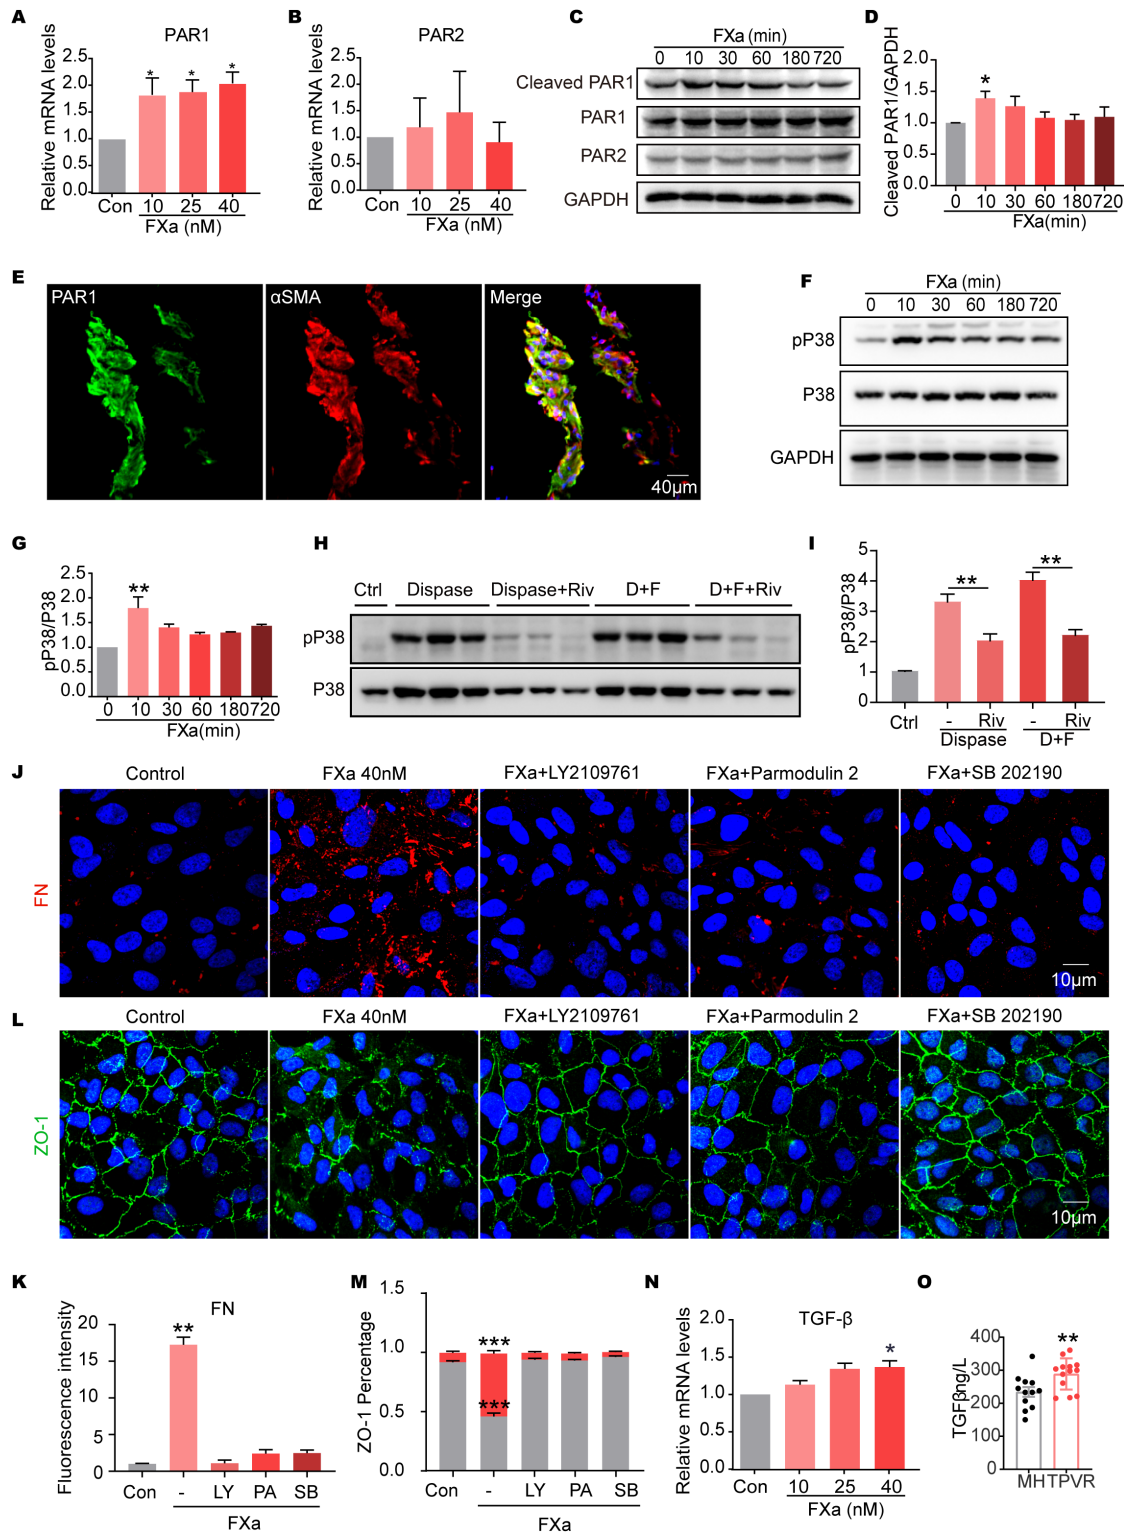 A
PAR1
Relative mRNA levels
2.5
2.0
1.5
1.0
0.5
0.0
* * *
Con 10 25 40
FXa (nM)
B
PAR2
Relative mRNA levels
2.5
2.0
1.5
1.0
0.5
0.0
Con 10 25 40
FXa (nM)
C
FXa (min)
0 10 30 60 180 720
Cleaved PAR1
PAR1
PAR2
GAPDH
D
Cleaved PAR1/GAPDH
2.0
1.5
1.0
0.5
0.0
*
0 10 30 60 180 720
FXa(min)
E
PAR1 αSMA Merge
40μm
F
FXa (min)
0 10 30 60 180 720
pP38
P38
GAPDH
G
pP38/P38
2.5
2.0
1.5
1.0
0.5
0.0
**
0 10 30 60 180 720
FXa(min)
H
Ctrl Dispase Dispase+Riv D+F D+F+Riv
pP38
P38
I
pP38/P38
5
4
3
2
1
0
** **
Ctrl - Riv - Riv
Dispase D+F
J
Control FXa 40nM FXa+LY2109761 FXa+Parmodulin 2 FXa+SB 202190
FN
10μm
L
Control FXa 40nM FXa+LY2109761 FXa+Parmodulin 2 FXa+SB 202190
ZO-1
10μm
K
FN
Fluorescence intensity
20
15
10
5
0
**
Con - LY PA SB
FXa
M
ZO-1 Percentage
1.5
1.0
0.5
0.0
***
***
Con - LY PA SB
FXa
N
TGF-β
Relative mRNA levels
2.0
1.5
1.0
0.5
0.0
*
Con 10 25 40
FXa (nM)
O
TGFβng/L
400
300
200
100
0
**
MHTPVR